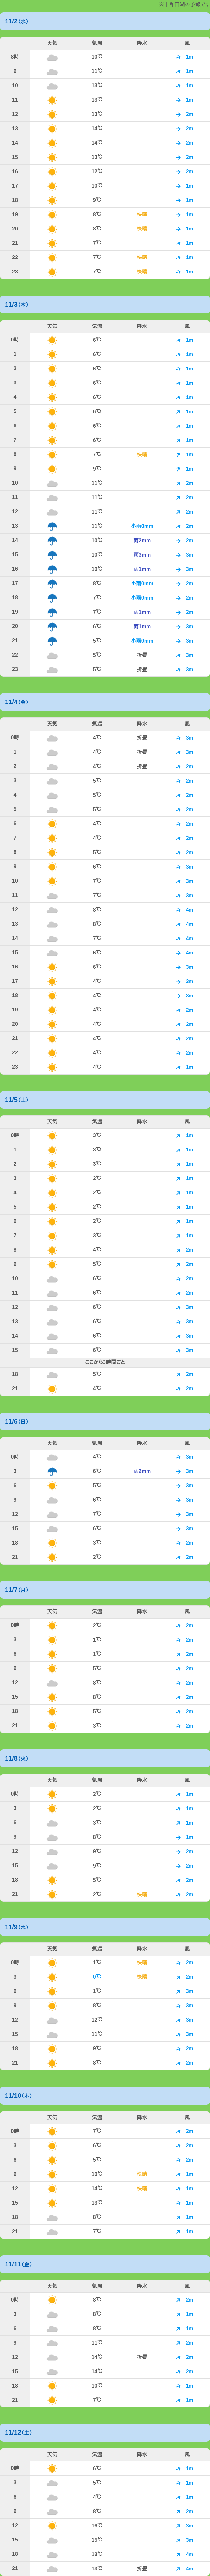 ※十和田湖の予報です
11/2(水)
天気 気温 降水 風
8時 10℃ 1m
9 11℃ 1m
10 13℃ 1m
11 13℃ 1m
12 13℃ 2m
13 14℃ 2m
14 14℃ 2m
15 13℃ 2m
16 12℃ 2m
17 10℃ 1m
18 9℃ 1m
19 8℃ 快晴 1m
20 8℃ 快晴 1m
21 7℃ 1m
22 7℃ 快晴 1m
23 7℃ 快晴 1m
11/3(木)
天気 気温 降水 風
0時 6℃ 1m
1 6℃ 1m
2 6℃ 1m
3 6℃ 1m
4 6℃ 1m
5 6℃ 1m
6 6℃ 1m
7 6℃ 1m
8 7℃ 快晴 1m
9 9℃ 1m
10 11℃ 2m
11 11℃ 2m
12 11℃ 2m
13 11℃ 小雨0mm 2m
14 10℃ 雨2mm 2m
15 10℃ 雨3mm 3m
16 10℃ 雨1mm 3m
17 8℃ 小雨0mm 2m
18 7℃ 小雨0mm 2m
19 7℃ 雨1mm 3m
20 6℃ 雨1mm 3m
21 5℃ 小雨0mm 3m
22 5℃ 折畳 3m
23 5℃ 折畳 3m
11/4(金)
天気 気温 降水 風
0時 4℃ 折畳 3m
1 4℃ 折畳 3m
2 4℃ 折畳 2m
3 5℃ 2m
4 5℃ 2m
5 5℃ 2m
6 4℃ 2m
7 4℃ 2m
8 5℃ 2m
9 6℃ 3m
10 7℃ 3m
11 7℃ 3m
12 8℃ 4m
13 8℃ 4m
14 7℃ 4m
15 6℃ 4m
16 6℃ 3m
17 4℃ 3m
18 4℃ 3m
19 4℃ 2m
20 4℃ 2m
21 4℃ 2m
22 4℃ 2m
23 4℃ 1m
11/5(土)
天気 気温 降水 風
0時 3℃ 1m
1 3℃ 1m
2 3℃ 1m
3 2℃ 1m
4 2℃ 1m
5 2℃ 1m
6 2℃ 1m
7 3℃ 1m
8 4℃ 2m
9 5℃ 2m
10 6℃ 2m
11 6℃ 2m
12 6℃ 3m
13 6℃ 3m
14 6℃ 3m
15 6℃ 3m
ここから3時間ごと
18 5℃ 2m
21 4℃ 2m
11/6(日)
天気 気温 降水 風
0時 4℃ 3m
3 6℃ 雨2mm 3m
6 5℃ 3m
9 6℃ 3m
12 7℃ 3m
15 6℃ 3m
18 3℃ 2m
21 2℃ 2m
11/7(月)
天気 気温 降水 風
0時 2℃ 2m
3 1℃ 2m
6 1℃ 2m
9 5℃ 2m
12 8℃ 2m
15 8℃ 2m
18 5℃ 2m
21 3℃ 2m
11/8(火)
天気 気温 降水 風
0時 2℃ 1m
3 2℃ 1m
6 3℃ 1m
9 8℃ 1m
12 9℃ 2m
15 9℃ 2m
18 5℃ 2m
21 2℃ 快晴 2m
11/9(水)
天気 気温 降水 風
0時 1℃ 快晴 2m
3 0℃ 快晴 2m
6 1℃ 3m
9 8℃ 3m
12 12℃ 3m
15 11℃ 3m
18 9℃ 2m
21 8℃ 2m
11/10(木)
天気 気温 降水 風
0時 7℃ 2m
3 6℃ 2m
6 5℃ 2m
9 10℃ 快晴 1m
12 14℃ 快晴 1m
15 13℃ 1m
18 8℃ 1m
21 7℃ 1m
11/11(金)
天気 気温 降水 風
0時 8℃ 2m
3 8℃ 1m
6 8℃ 1m
9 11℃ 2m
12 14℃ 折畳 2m
15 14℃ 2m
18 10℃ 1m
21 7℃ 1m
11/12(土)
天気 気温 降水 風
0時 6℃ 1m
3 5℃ 1m
6 4℃ 1m
9 8℃ 2m
12 16℃ 3m
15 15℃ 3m
18 13℃ 4m
21 13℃ 折畳 4m